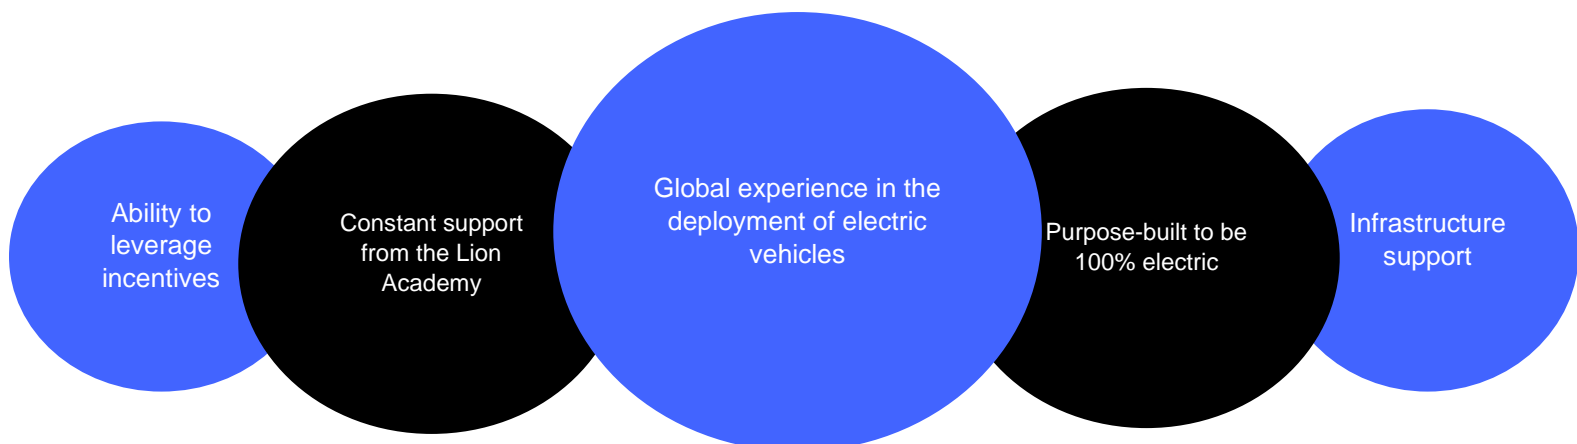 Ability to
leverage
incentives
Constant support
from the Lion
Academy
Global experience in the
deployment of electric
vehicles
Purpose-built to be
100% electric
Infrastructure
support